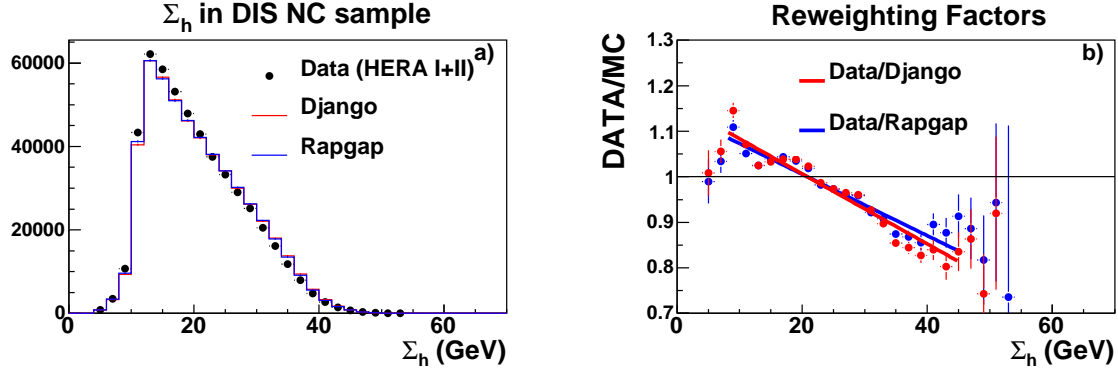 Σh in DIS NC sample
a)
Data (HERA I+II)
Django
Rapgap
60000
40000
20000
0
0 20 40 60
Σh (GeV)
Reweighting Factors
b)
DATA/MC
Data/Django
Data/Rapgap
1.3
1.2
1.1
1
0.9
0.8
0.7
0 20 40 60
Σh (GeV)